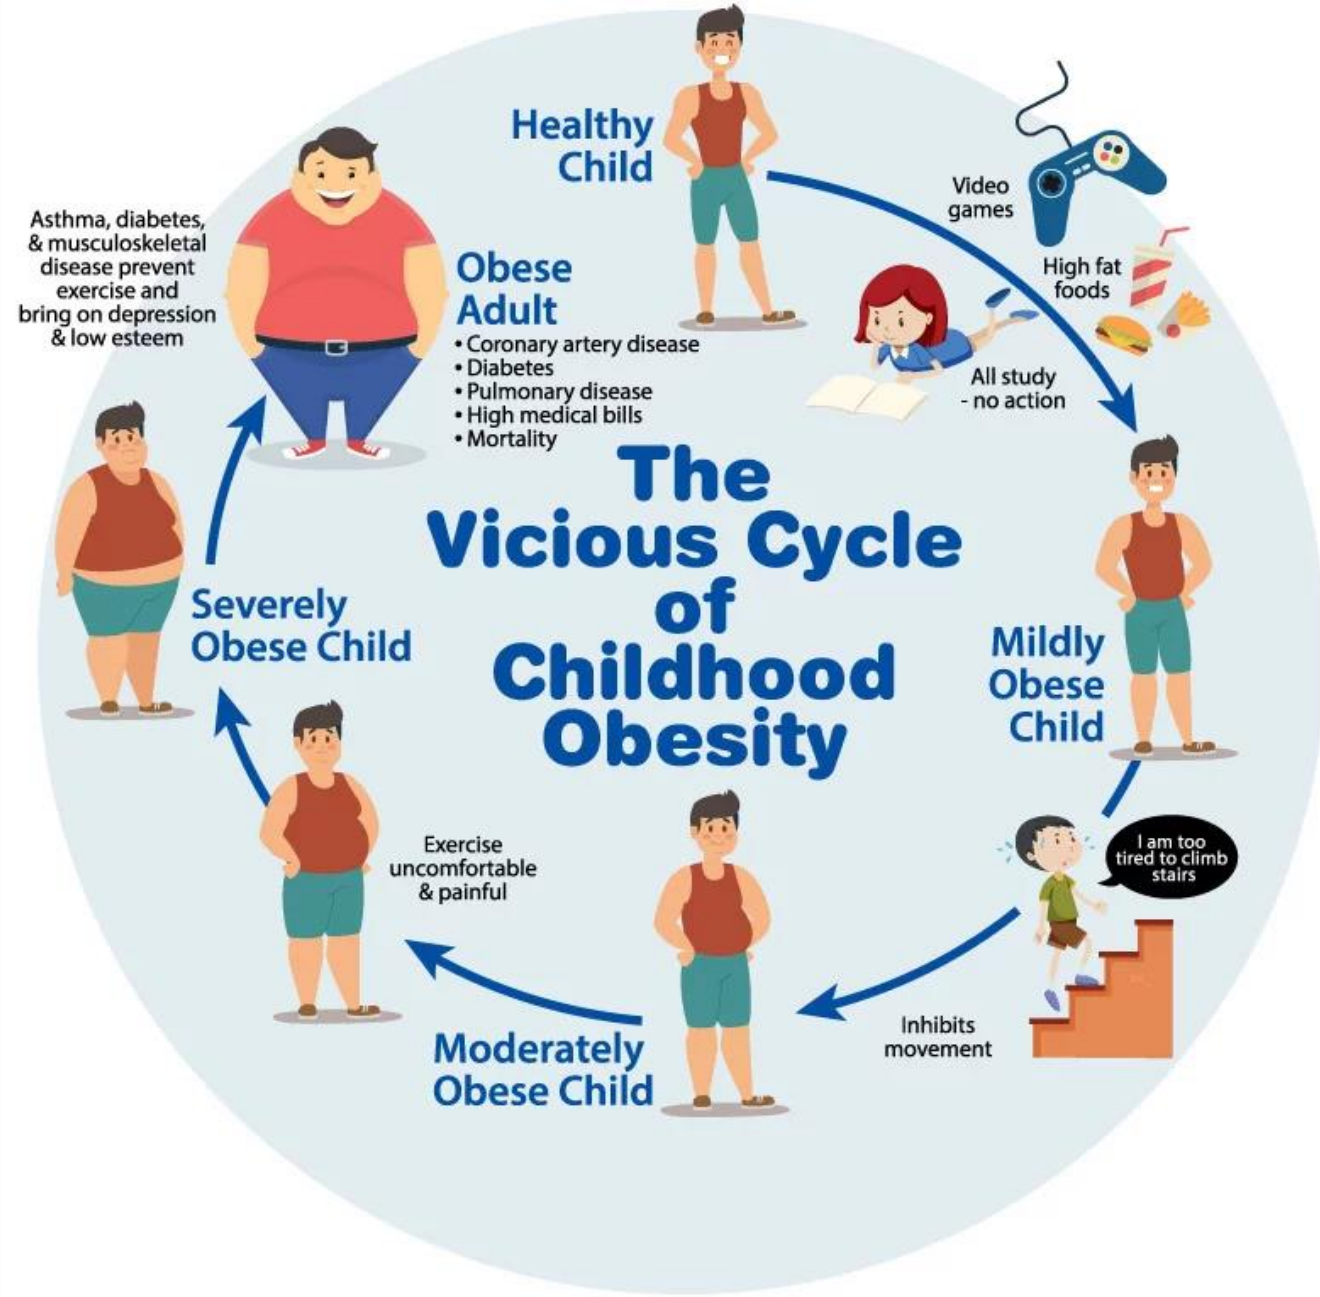 Healthy
Child
Video
games
High fat
foods
All study
- no action
Mildly
Obese
Child
I am too
tired to climb
stairs
Inhibits
movement
Moderately
Obese Child
Exercise
uncomfortable
& painful
Severely
Obese Child
Asthma, diabetes,
& musculoskeletal
disease prevent
exercise and
bring on depression
& low esteem
Obese
Adult
• Coronary artery disease
• Diabetes
• Pulmonary disease
• High medical bills
• Mortality
The
Vicious Cycle
of
Childhood
Obesity